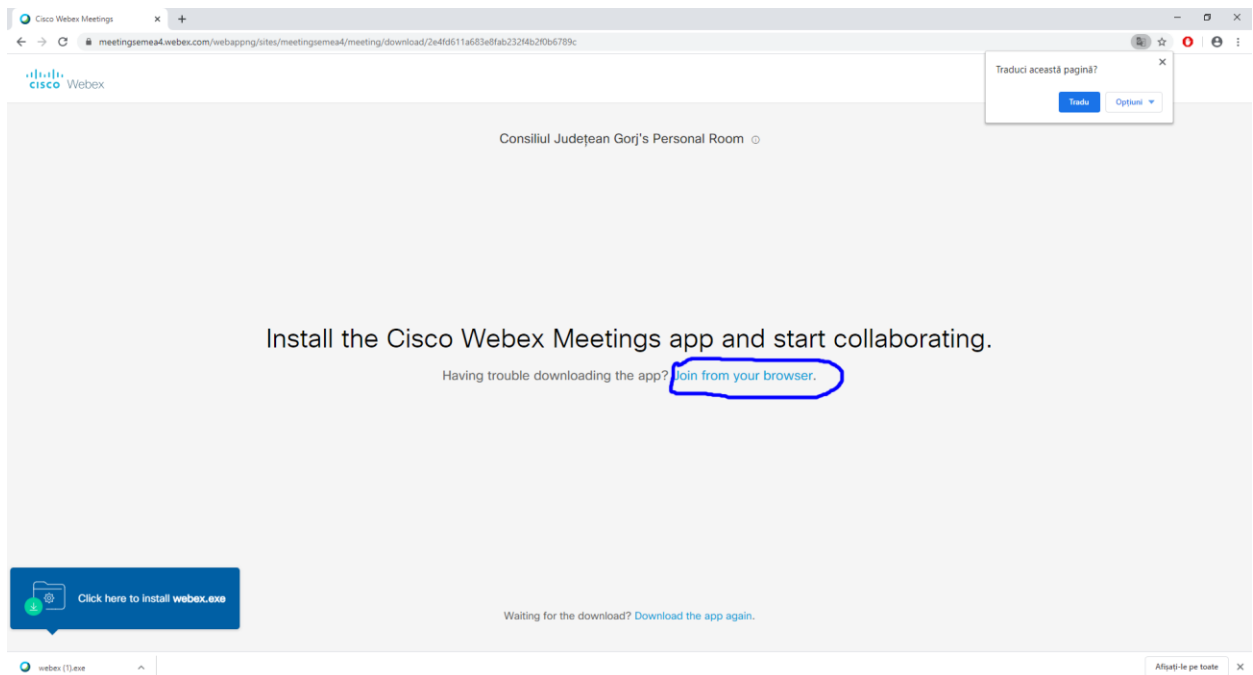 Cisco Webex Meetings
meetingsemea4.webex.com/webappng/sites/meetingsemea4/meeting/download/2e4fd611a683e8fab232f4b2f0b6789c
Traduci această pagină?
Tradu Opțiuni
cisco Webex
Consiliul Județean Gorj's Personal Room
Install the Cisco Webex Meetings app and start collaborating.
Having trouble downloading the app? Join from your browser.
Click here to install webex.exe
Waiting for the download? Download the app again.
webex (1).exe
Afișați-le pe toate